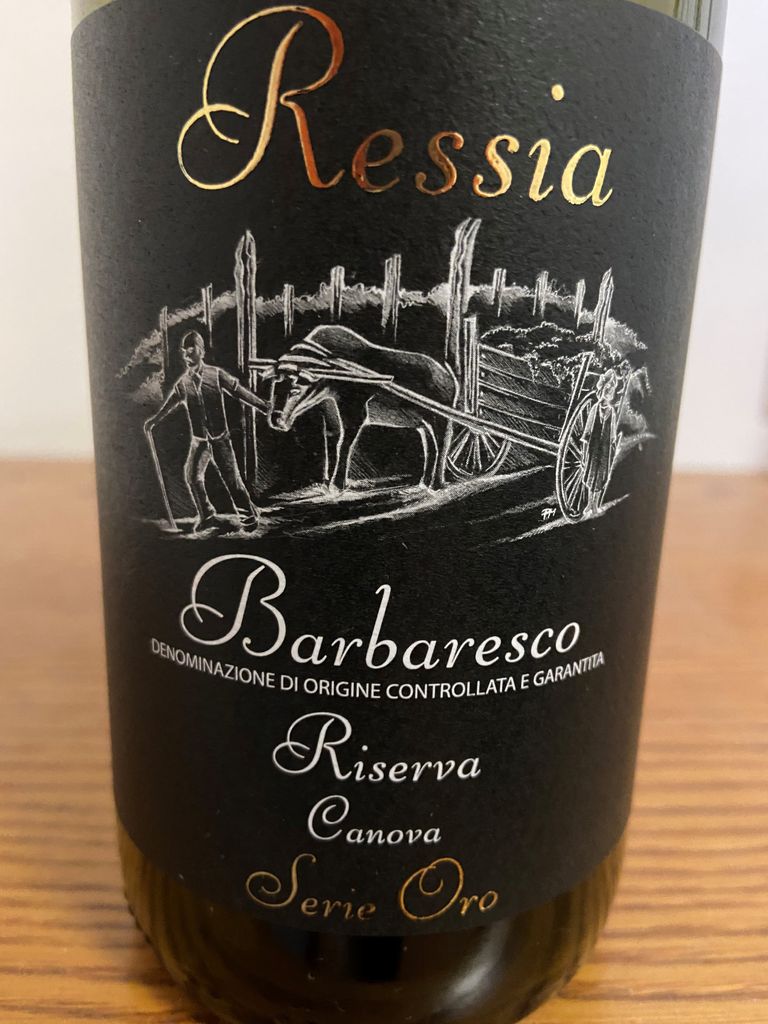 Ressia
Barbaresco
DENOMINAZIONE DI ORIGINE CONTROLLATA E GARANTITA
Riserva
Canova
Serie Oro